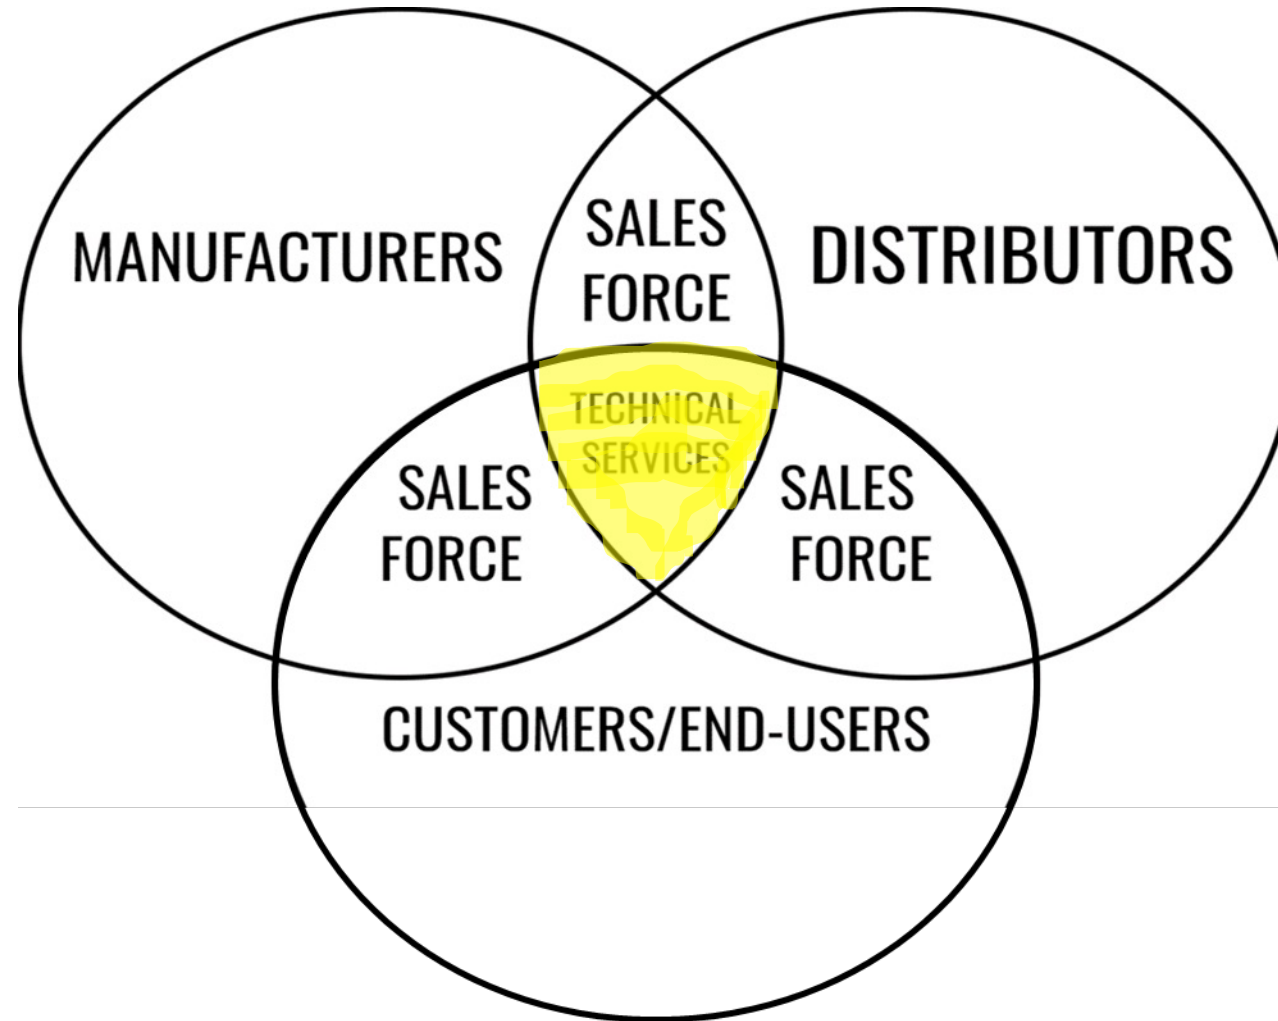 SALES
FORCE
MANUFACTURERS
DISTRIBUTORS
TECHNICAL
SERVICES
SALES
FORCE
SALES
FORCE
CUSTOMERS/END-USERS